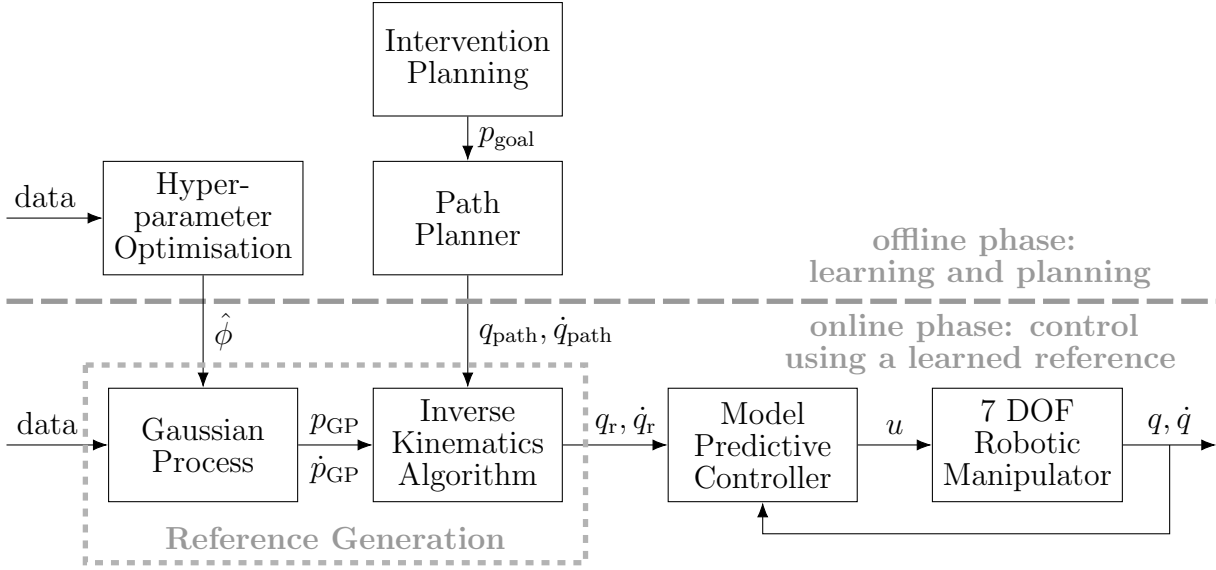 Intervention
Planning
p_goal
data
Hyper-
parameter
Optimisation
Path
Planner
offline phase:
learning and planning
ϕ̂
q_path, q̇_path
online phase: control
using a learned reference
data
Gaussian
Process
p_GP
ṗ_GP
Inverse
Kinematics
Algorithm
q_r, q̇_r
Model
Predictive
Controller
u
7 DOF
Robotic
Manipulator
q, q̇
Reference Generation